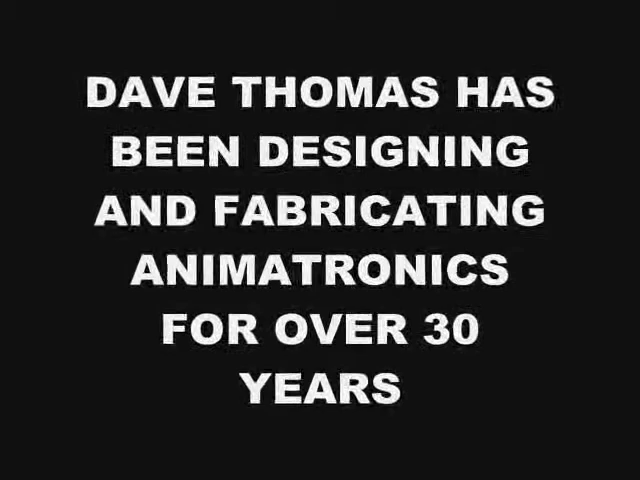 DAVE THOMAS HAS
BEEN DESIGNING
AND FABRICATING
ANIMATRONICS
FOR OVER 30
YEARS